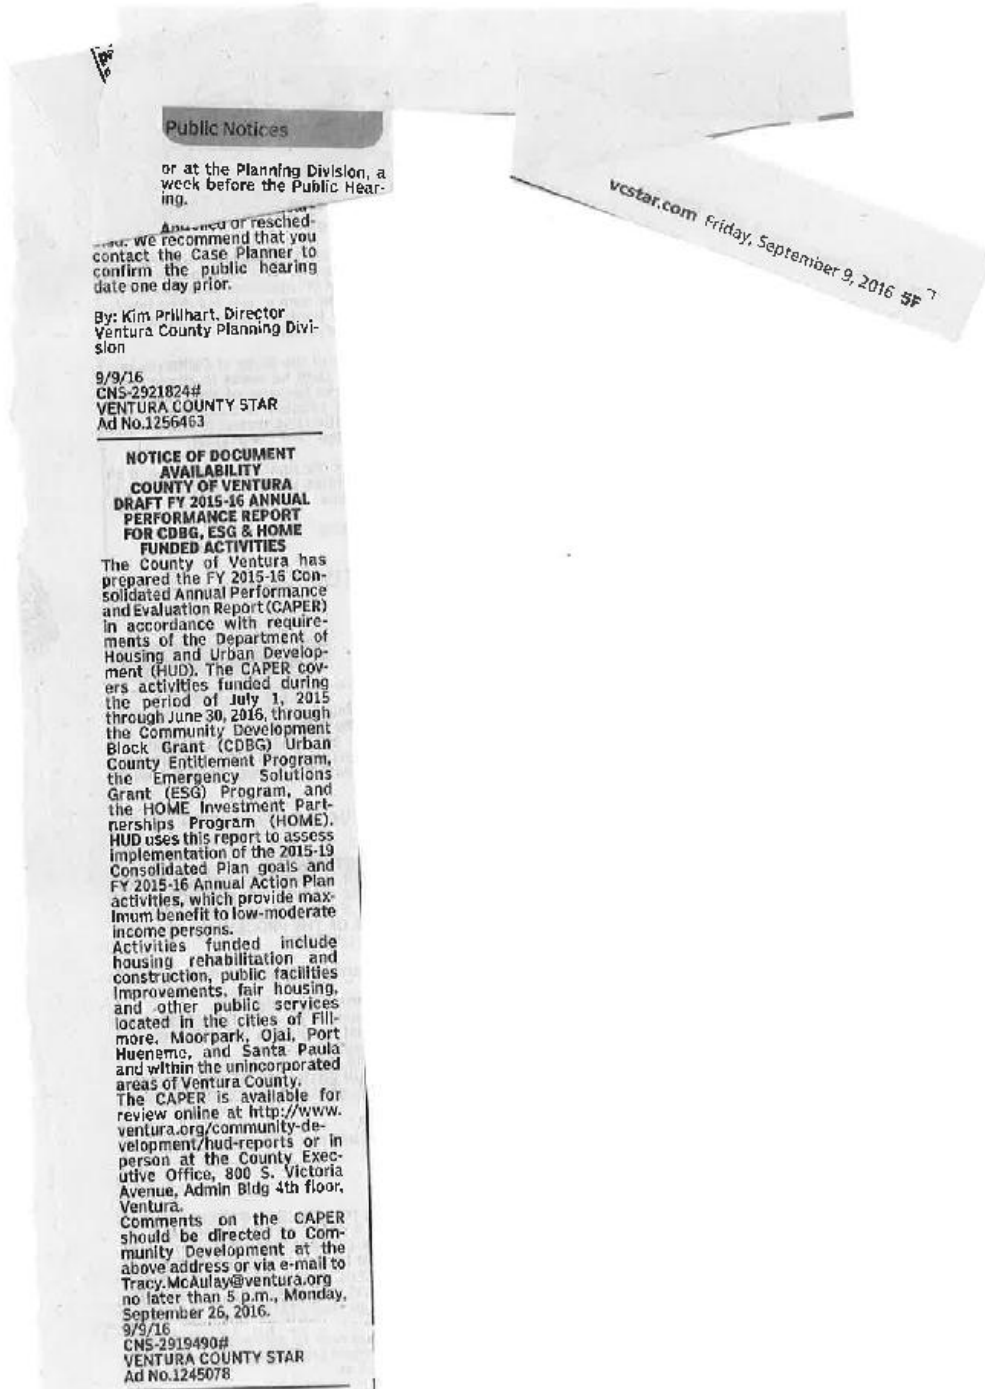 Public Notices
or at the Planning Division, a
week before the Public Hear-
ing.
or resched-
We recommend that you
contact the Case Planner to
confirm the public hearing
date one day prior.
By: Kim Prillhart, Director
Ventura County Planning Divi-
sion
9/9/16
CNS-2921824#
VENTURA COUNTY STAR
Ad No.1256463
NOTICE OF DOCUMENT
AVAILABILITY
COUNTY OF VENTURA
DRAFT FY 2015-16 ANNUAL
PERFORMANCE REPORT
FOR CDBG, ESG & HOME
FUNDED ACTIVITIES
The County of Ventura has
prepared the FY 2015-16 Con-
solidated Annual Performance
and Evaluation Report (CAPER)
in accordance with require-
ments of the Department of
Housing and Urban Develop-
ment (HUD). The CAPER cov-
ers activities funded during
the period of July 1, 2015
through June 30, 2016, through
the Community Development
Block Grant (CDBG) Urban
County Entitlement Program,
the Emergency Solutions
Grant (ESG) Program, and
the HOME Investment Part-
nerships Program (HOME).
HUD uses this report to assess
implementation of the 2015-19
Consolidated Plan goals and
FY 2015-16 Annual Action Plan
activities, which provide max-
imum benefit to low-moderate
income persons.
Activities funded include
housing rehabilitation and
construction, public facilities
improvements, fair housing,
and other public services
located in the cities of Fill-
more, Moorpark, Ojai, Port
Hueneme, and Santa Paula
and within the unincorporated
areas of Ventura County.
The CAPER is available for
review online at http://www.
ventura.org/community-de-
velopment/hud-reports or in
person at the County Exec-
utive Office, 800 S. Victoria
Avenue, Admin Bldg 4th floor,
Ventura.
Comments on the CAPER
should be directed to Com-
munity Development at the
above address or via e-mail to
Tracy.McAulay@ventura.org
no later than 5 p.m., Monday,
September 26, 2016.
9/9/16
CNS-2919490#
VENTURA COUNTY STAR
Ad No.1245078
vcstar.com Friday, September 9, 2016 5F